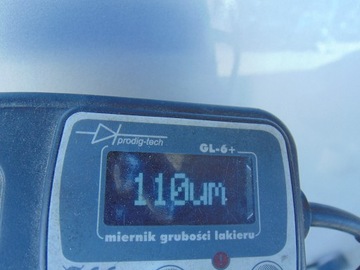 prodig-tech
GL-6+
110um
miernik grubości lakieru